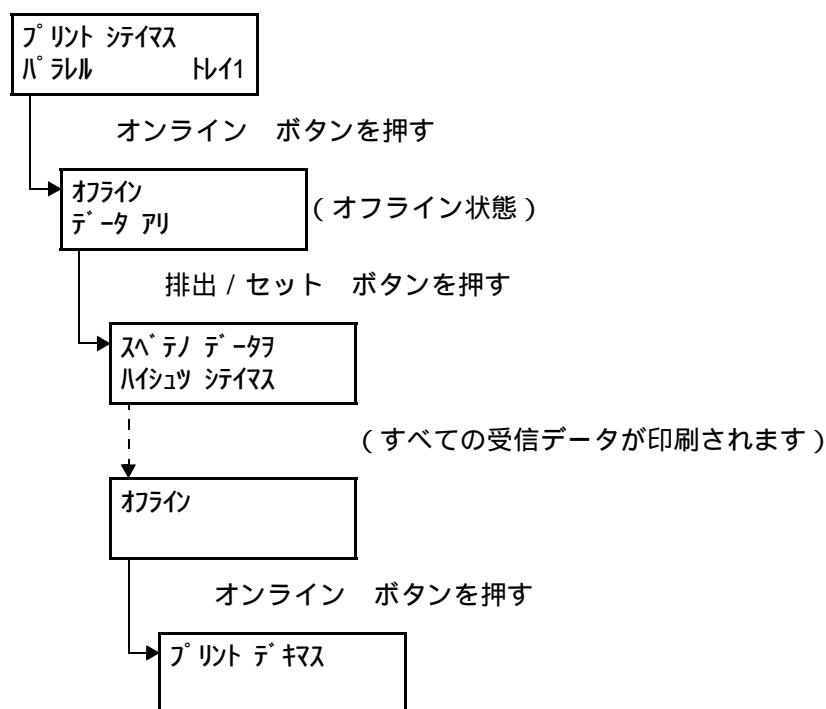 ﾌﾟﾘﾝﾄ ｼﾃｲﾏｽ
ﾊﾟﾗﾚﾙ ﾄﾚｲ1
オンライン ボタンを押す
ｵﾌﾗｲﾝ
ﾃﾞｰﾀ ｱﾘ
(オフライン状態)
排出/セット ボタンを押す
ｽﾍﾞﾃﾉ ﾃﾞｰﾀｦ
ﾊｲｼｭﾂ ｼﾃｲﾏｽ
(すべての受信データが印刷されます)
ｵﾌﾗｲﾝ
オンライン ボタンを押す
ﾌﾟﾘﾝﾄ ﾃﾞｷﾏｽ